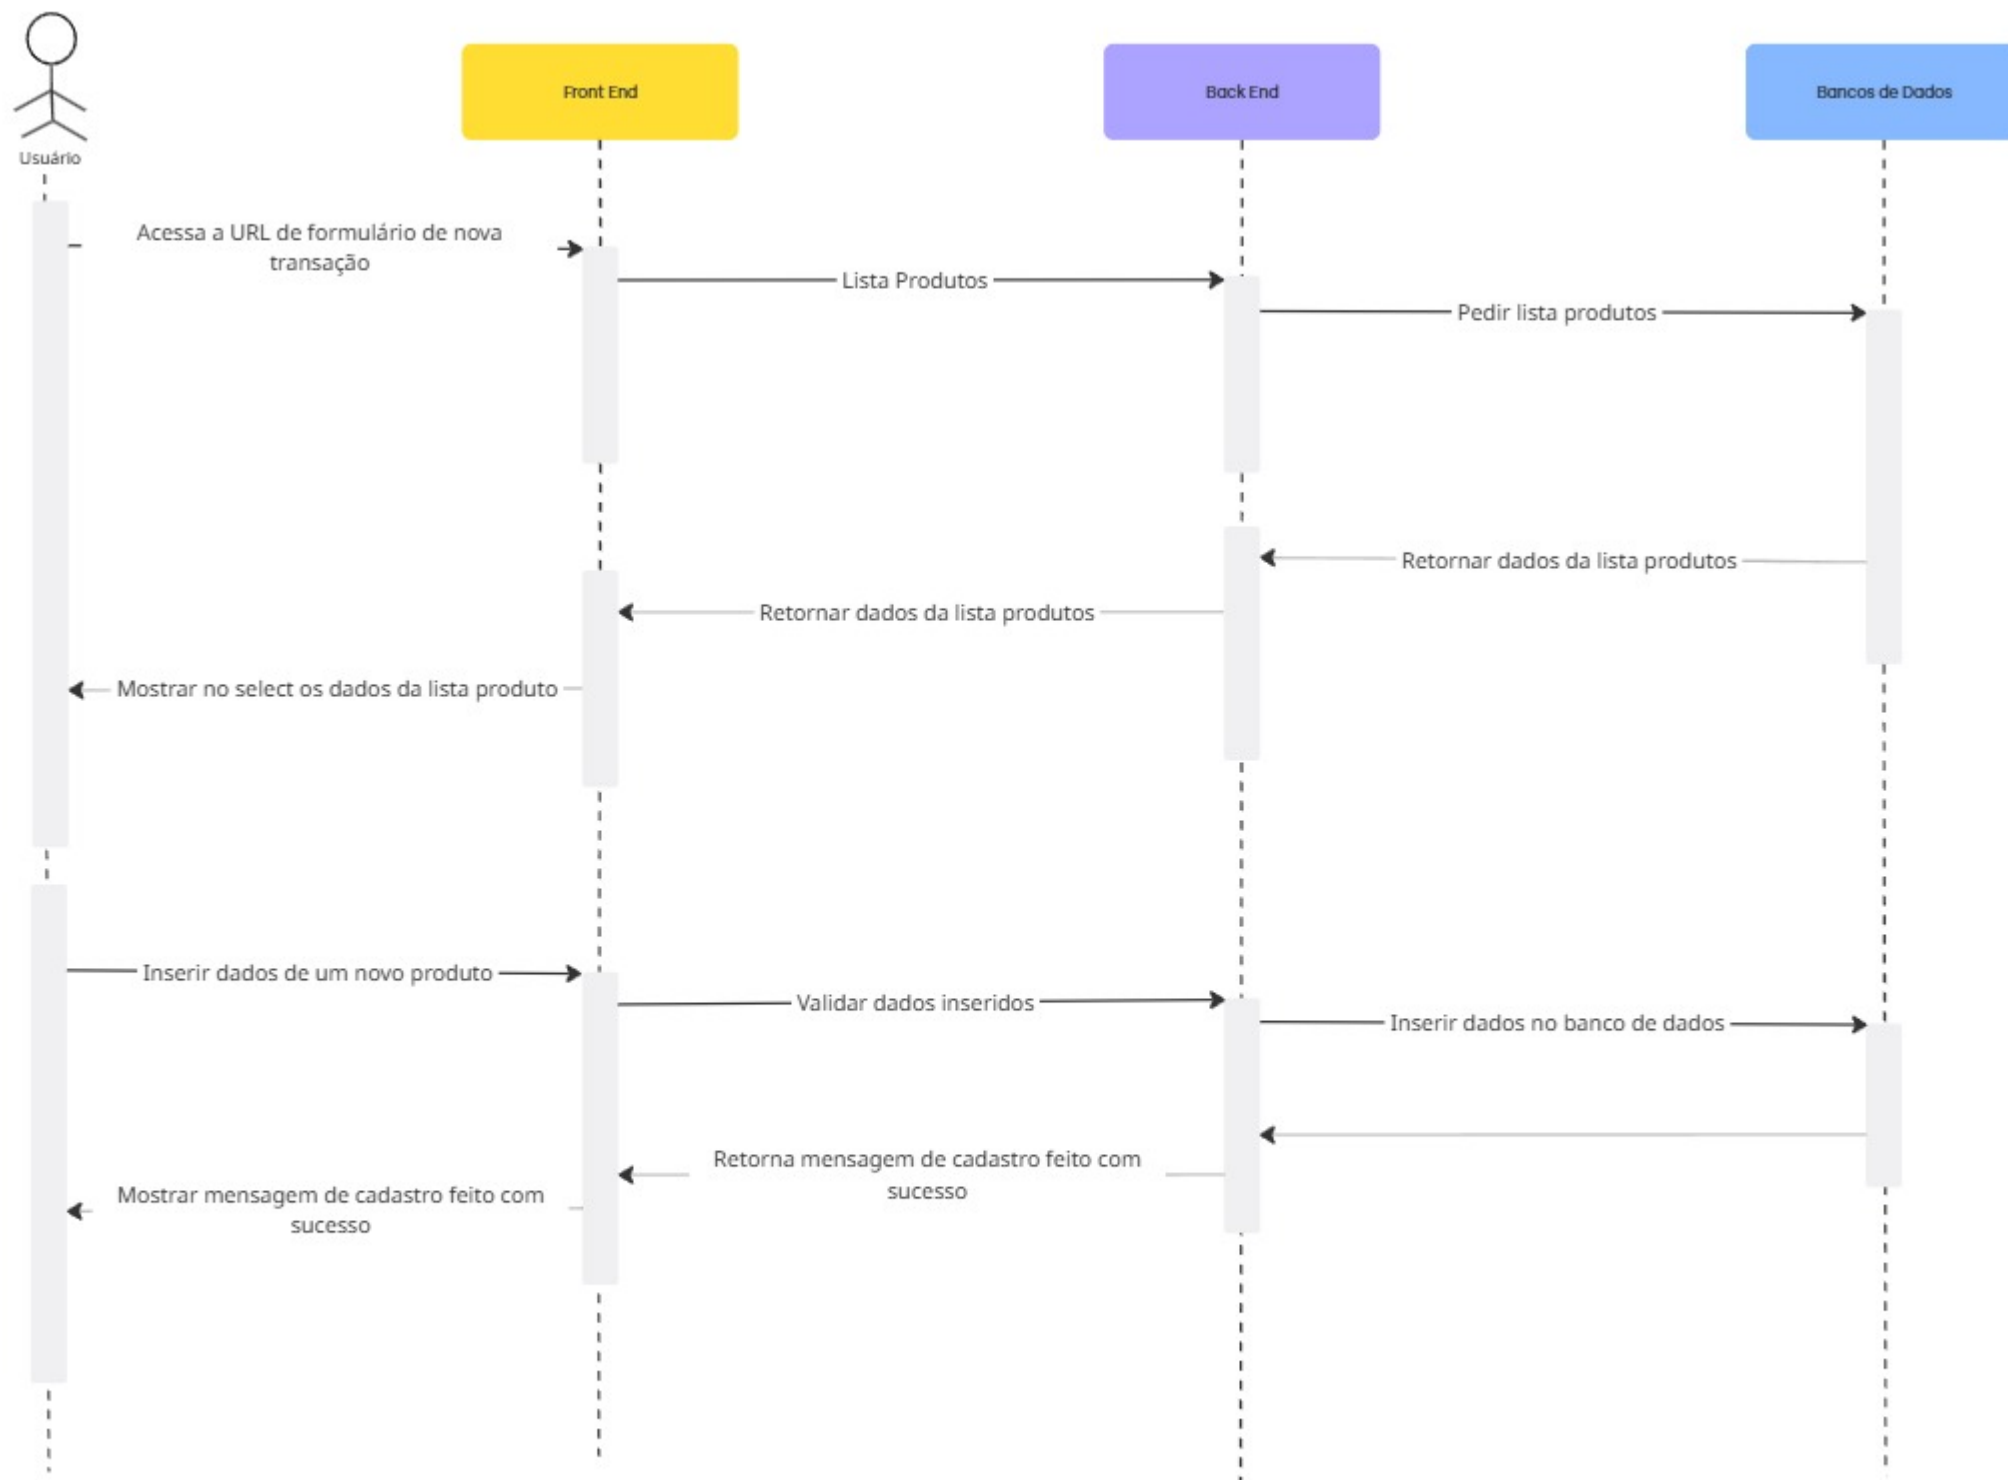 Front End
Back End
Bancos de Dados
Usuário
Acessa a URL de formulário de nova
transação
Lista Produtos
Pedir lista produtos
Retornar dados da lista produtos
Retornar dados da lista produtos
Mostrar no select os dados da lista produto
Inserir dados de um novo produto
Validar dados inseridos
Inserir dados no banco de dados
Retorna mensagem de cadastro feito com
sucesso
Mostrar mensagem de cadastro feito com
sucesso